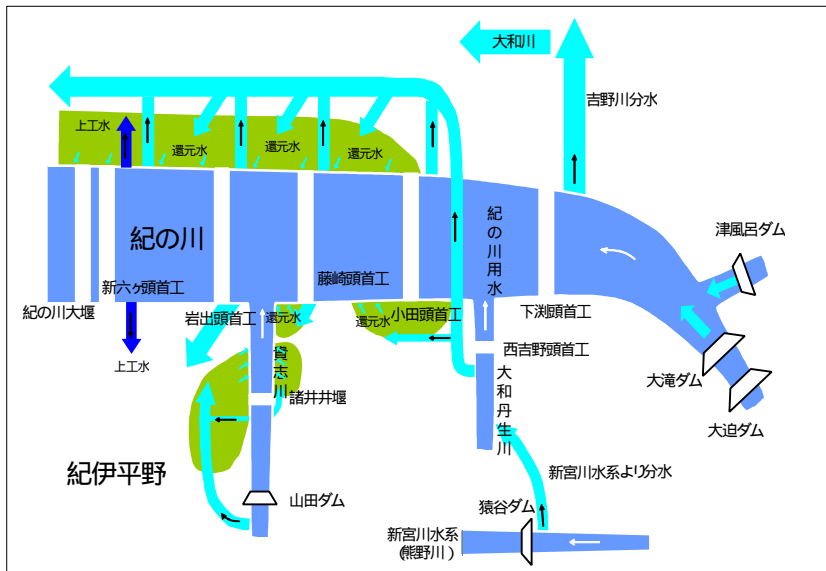 大和川
吉野川分水
上工水
還元水
還元水
還元水
紀の川
紀の川用水
津風呂ダム
新六ヶ頭首工
藤崎頭首工
紀の川大堰
岩出頭首工
還元水
還元水
小田頭首工
下渕頭首工
上工水
貴志川
西吉野頭首工
大滝ダム
諸井井堰
大和丹生川
大迫ダム
紀伊平野
新宮川水系より分水
山田ダム
猿谷ダム
新宮川水系
(熊野川)